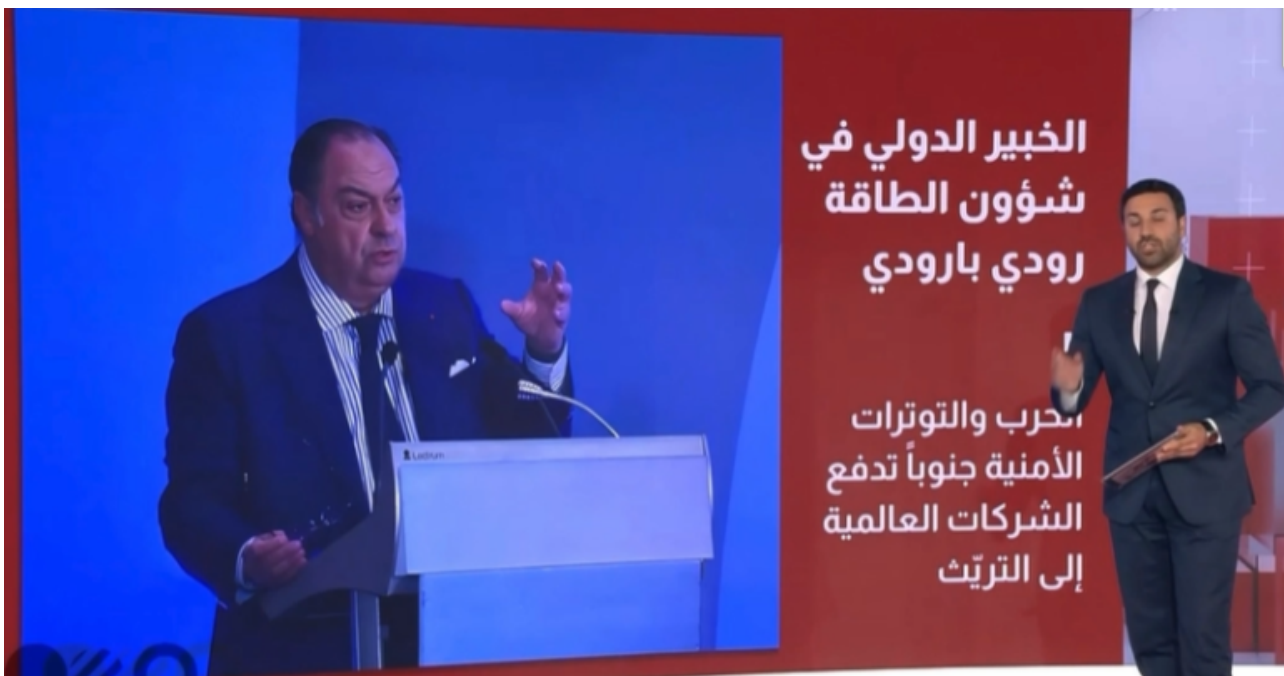 الخبير الدولي في
شؤون الطاقة
رودي بارودي
الحرب والتوترات
الأمنية جنوباً تدفع
الشركات العالمية
إلى التريّث